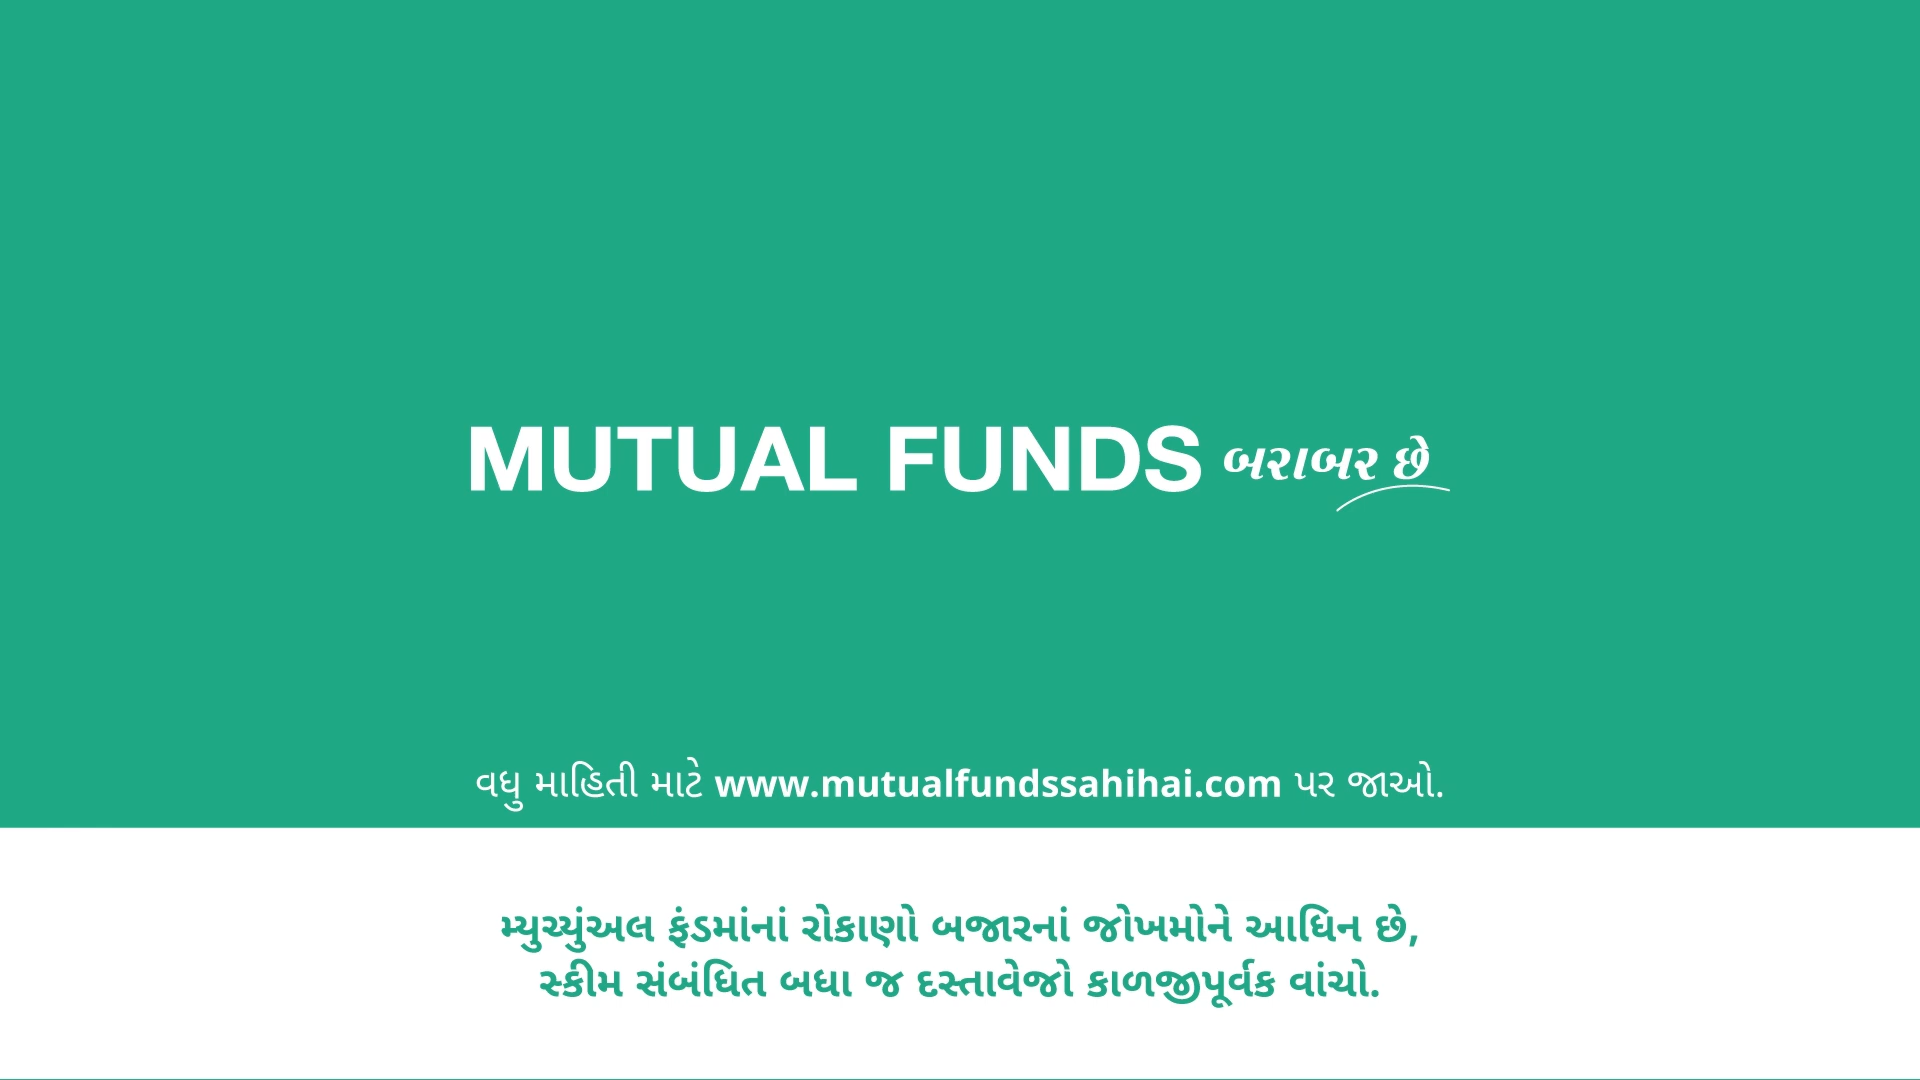 MUTUAL FUNDS બરાબર છે
વધુ માહિતી માટે www.mutualfundssahihai.com પર જાઓ.
મ્યુચ્યુંઅલ ફંડમાંનાં રોકાણો બજારનાં જોખમોને આધિન છે,
સ્કીમ સંબંધિત બધા જ દસ્તાવેજો કાળજીપૂર્વક વાંચો.